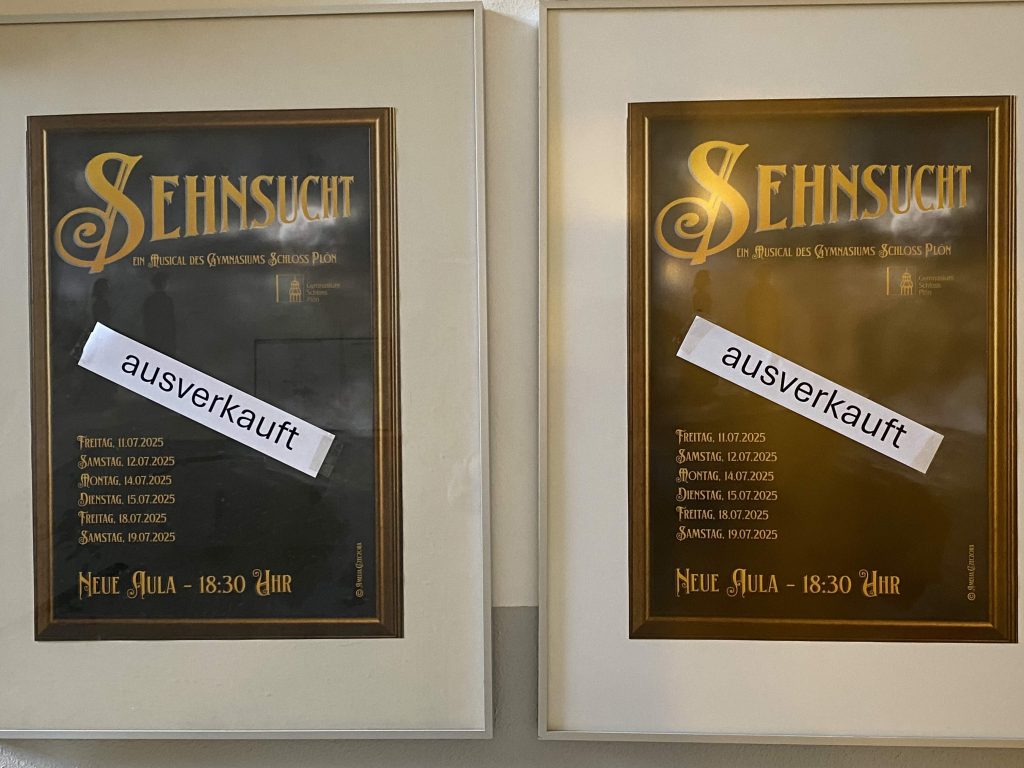 SEHNSUCHT
EIN MUSICAL DES GYMNASIUMS SCHLOSS PLÖN
Gymnasium
Schloss
Plön
ausverkauft
FREITAG, 11.07.2025
SAMSTAG, 12.07.2025
MONTAG, 14.07.2025
DIENSTAG, 15.07.2025
FREITAG, 18.07.2025
SAMSTAG, 19.07.2025
NEUE AULA – 18:30 UHR
SEHNSUCHT
EIN MUSICAL DES GYMNASIUMS SCHLOSS PLÖN
Gymnasium
Schloss
Plön
ausverkauft
FREITAG, 11.07.2025
SAMSTAG, 12.07.2025
MONTAG, 14.07.2025
DIENSTAG, 15.07.2025
FREITAG, 18.07.2025
SAMSTAG, 19.07.2025
NEUE AULA – 18:30 UHR